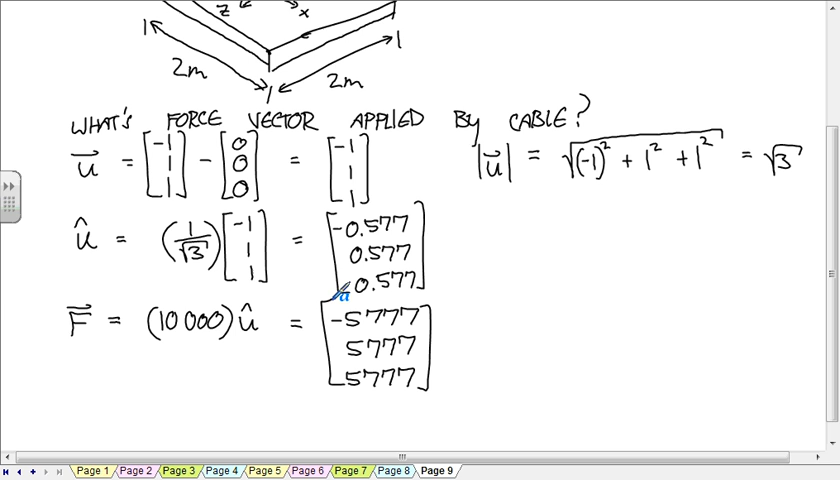 z x
1 1
2m 1 2m
WHAT'S FORCE VECTOR APPLIED BY CABLE?
u⃗ = [-1 1 1] - [0 0 0] = [-1 1 1] |u⃗| = √((-1)² + 1² + 1²) = √3
û = (1/√3)[-1 1 1] = [-0.577 0.577 0.577]
F⃗ = (10 000)û = [-5777 5777 5777]
Page 1 Page 2 Page 3 Page 4 Page 5 Page 6 Page 7 Page 8 Page 9